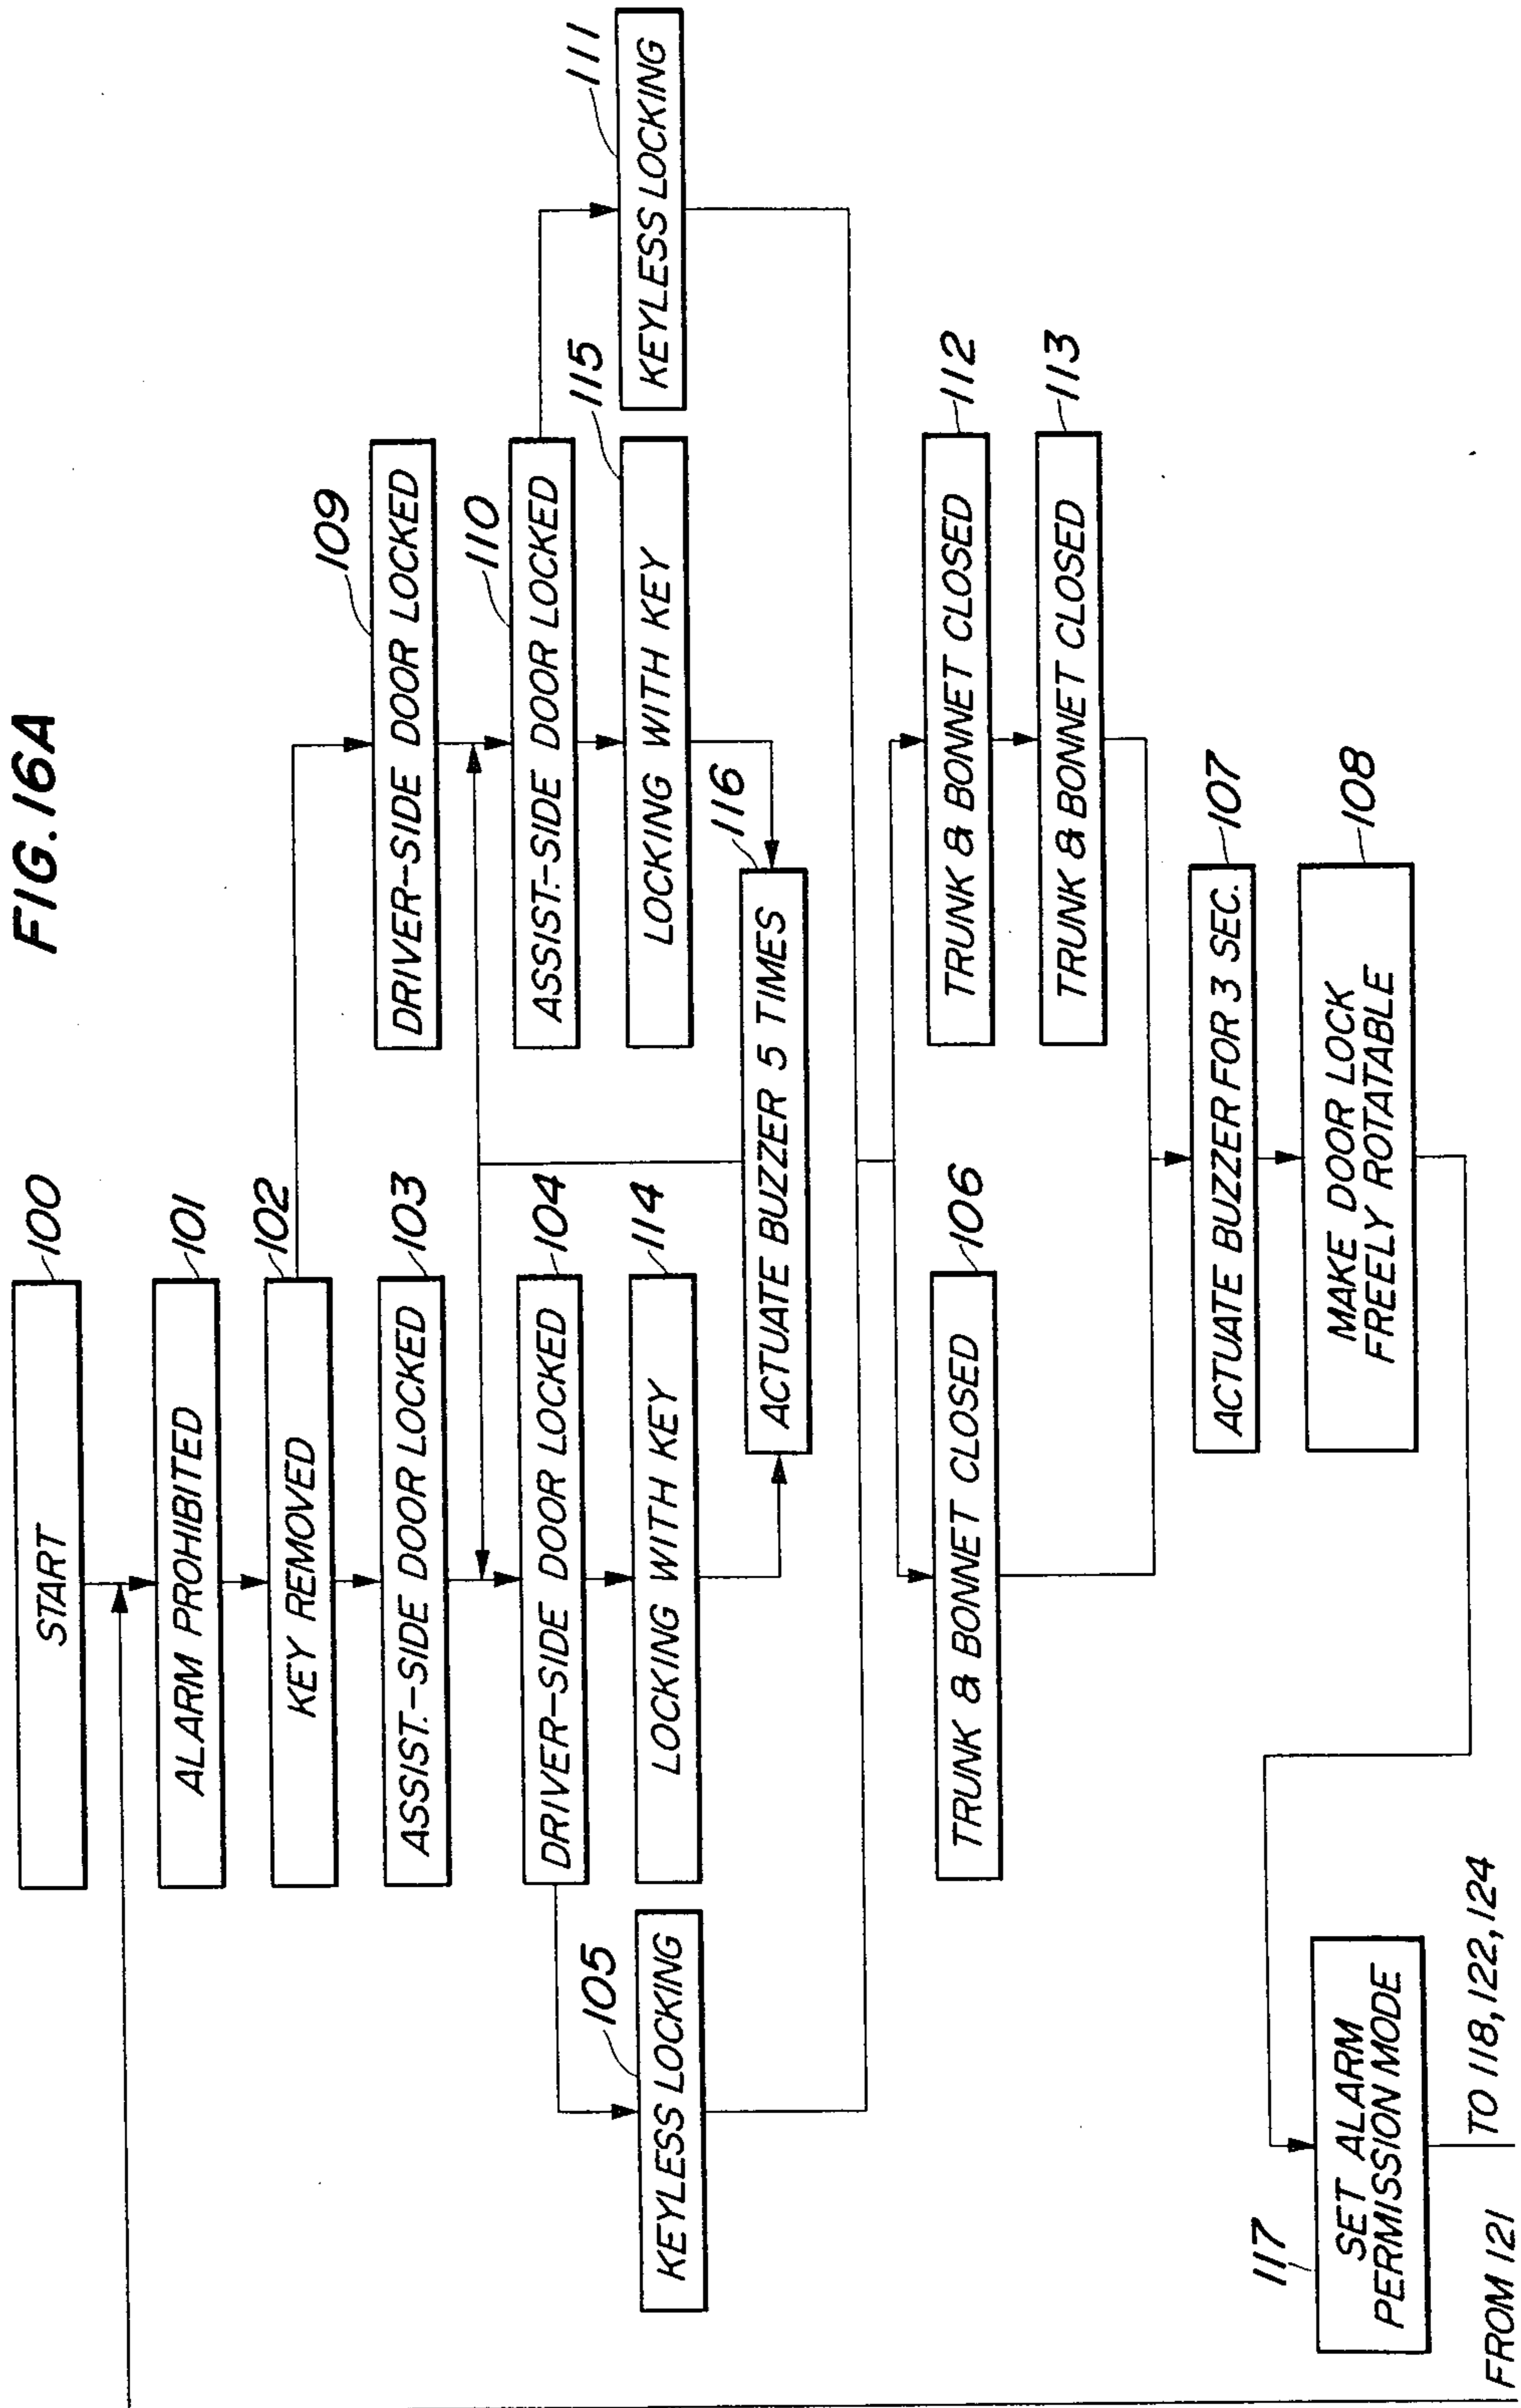 FIG.16A
START
100
ALARM PROHIBITED
101
KEY REMOVED
102
ASSIST.-SIDE DOOR LOCKED
103
DRIVER-SIDE DOOR LOCKED
104
LOCKING WITH KEY
114
KEYLESS LOCKING
105
DRIVER-SIDE DOOR LOCKED
109
ASSIST.-SIDE DOOR LOCKED
110
LOCKING WITH KEY
115
KEYLESS LOCKING
111
ACTUATE BUZZER 5 TIMES
116
TRUNK & BONNET CLOSED
106
TRUNK & BONNET CLOSED
112
TRUNK & BONNET CLOSED
113
ACTUATE BUZZER FOR 3 SEC.
107
MAKE DOOR LOCK
FREELY ROTATABLE
108
117
SET ALARM
PERMISSION MODE
FROM 121
TO 118, 122, 124